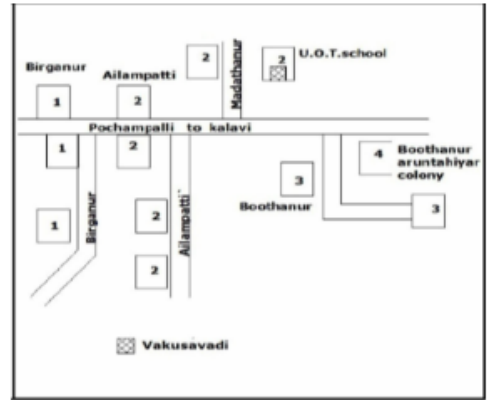 2
2
U.O.T.school
Birganur
Ailampatti
Madathanur
1
2
Pochampalli to kalavi
1
2
4
Boothanur
aruntahiyar
colony
3
Boothanur
3
1
Birganur
2
Ailampatti'
2
Vakusavadi